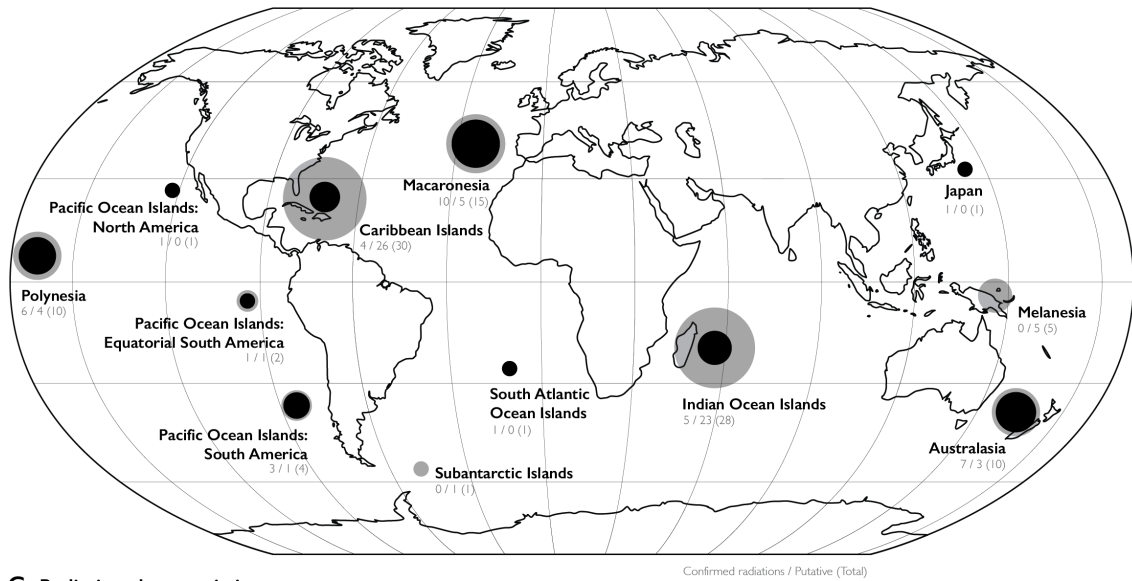 Macaronesia
10 / 5 (15)
Japan
1 / 0 (1)
Pacific Ocean Islands:
North America
1 / 0 (1)
Caribbean Islands
4 / 26 (30)
Polynesia
6 / 4 (10)
Pacific Ocean Islands:
Equatorial South America
1 / 1 (2)
Melanesia
0 / 5 (5)
South Atlantic
Ocean Islands
1 / 0 (1)
Indian Ocean Islands
5 / 23 (28)
Pacific Ocean Islands:
South America
3 / 1 (4)
Australasia
7 / 3 (10)
Subantarctic Islands
0 / 1 (1)
Confirmed radiations / Putative (Total)